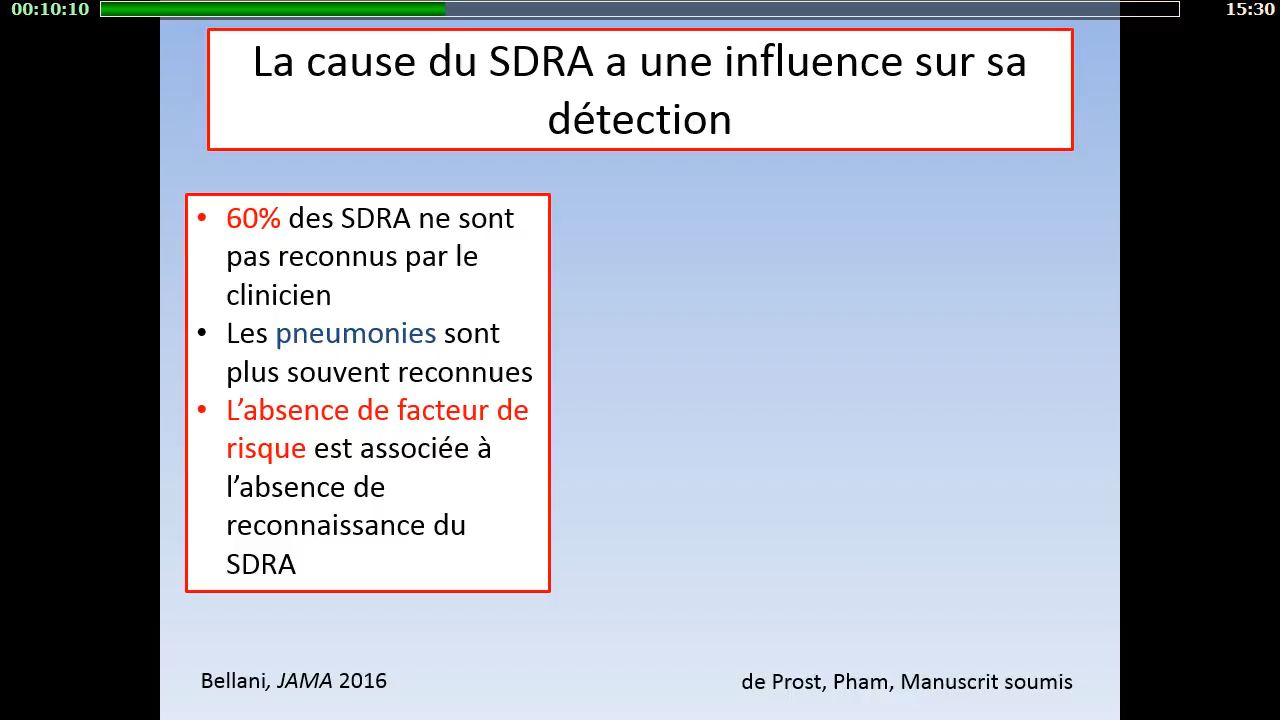 00:10:10
15:30
La cause du SDRA a une influence sur sa
détection
• 60% des SDRA ne sont
pas reconnus par le
clinicien
• Les pneumonies sont
plus souvent reconnues
• L’absence de facteur de
risque est associée à
l’absence de
reconnaissance du
SDRA
Bellani, JAMA 2016
de Prost, Pham, Manuscrit soumis